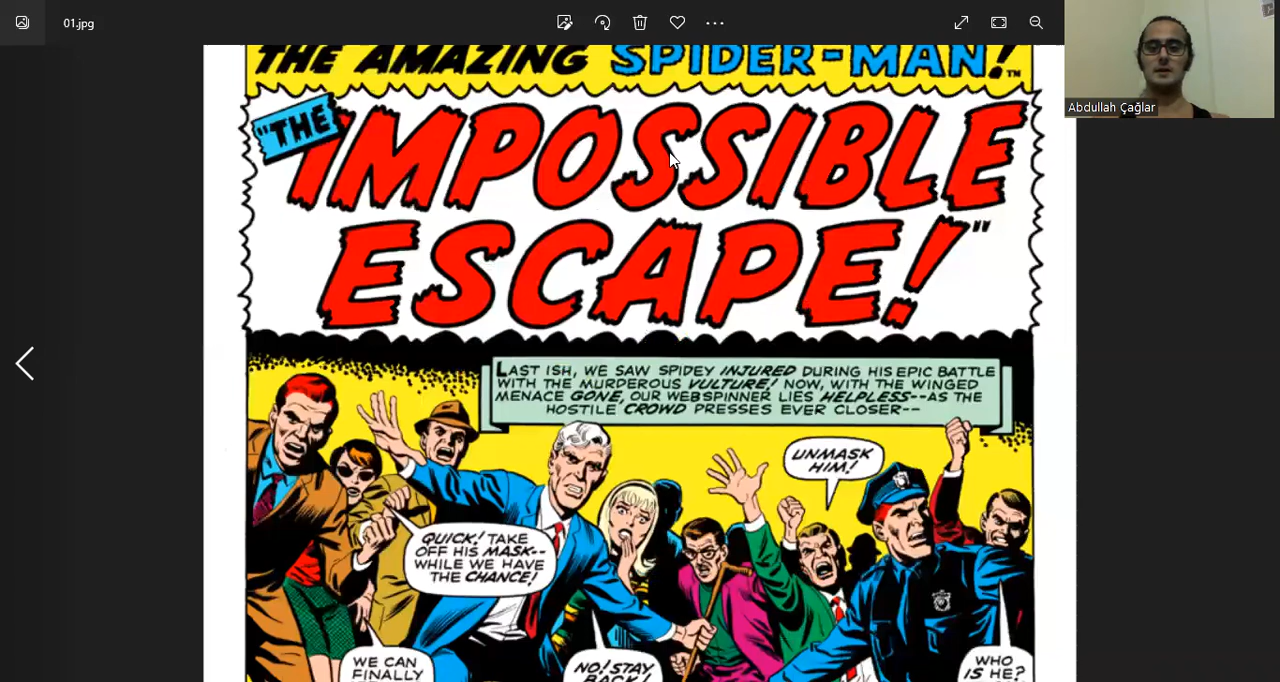 01.jpg
Abdullah Çağlar
THE AMAZING SPIDER-MAN!™
"THE
IMPOSSIBLE
ESCAPE!"
LAST ISH, WE SAW SPIDEY INJURED DURING HIS EPIC BATTLE
WITH THE MURDEROUS VULTURE! NOW, WITH THE WINGED
MENACE GONE, OUR WEBSPINNER LIES HELPLESS--AS THE
HOSTILE CROWD PRESSES EVER CLOSER--
UNMASK
HIM!
QUICK! TAKE
OFF HIS MASK--
WHILE WE HAVE
THE CHANCE!
WE CAN
FINALLY
NO! STAY
BACK!
WHO
IS HE?